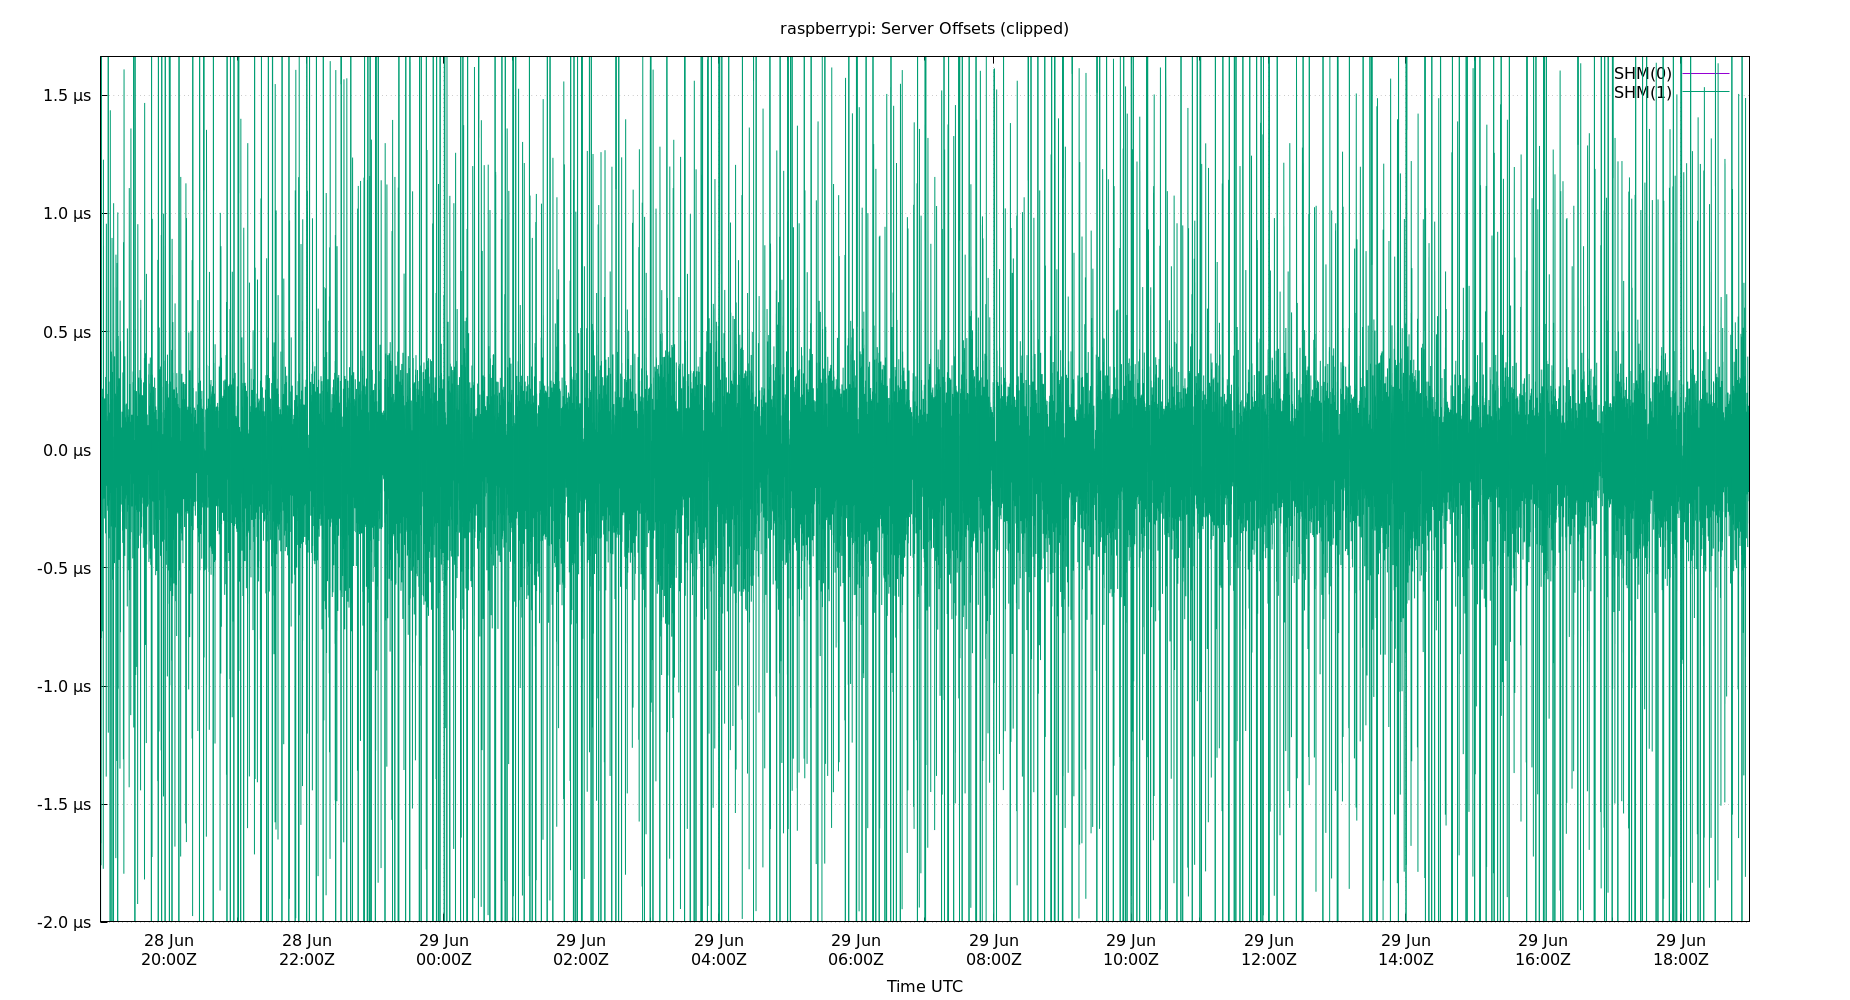 raspberrypi: Server Offsets (clipped)
SHM(0)
SHM(1)
1.5 µs
1.0 µs
0.5 µs
0.0 µs
-0.5 µs
-1.0 µs
-1.5 µs
-2.0 µs
28 Jun 28 Jun 29 Jun 29 Jun 29 Jun 29 Jun 29 Jun 29 Jun 29 Jun 29 Jun 29 Jun 29 Jun
20:00Z 22:00Z 00:00Z 02:00Z 04:00Z 06:00Z 08:00Z 10:00Z 12:00Z 14:00Z 16:00Z 18:00Z
Time UTC